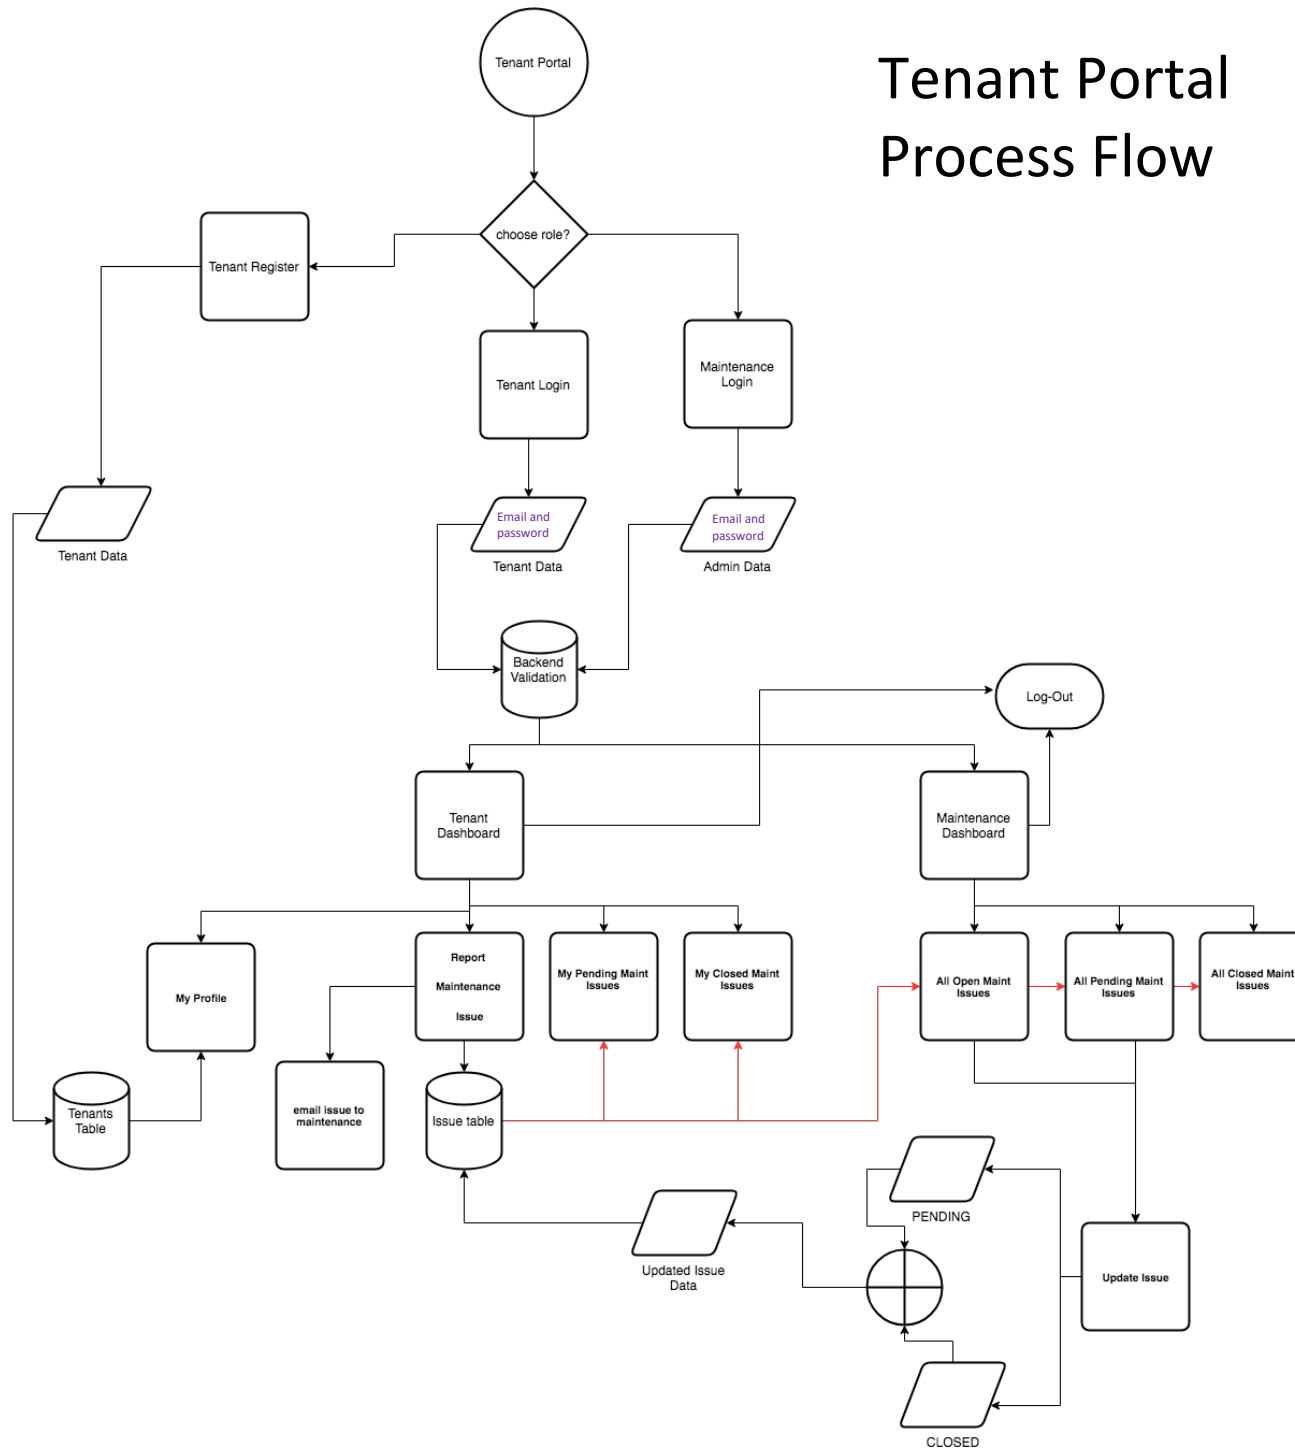 Tenant Portal
Tenant Portal
Process Flow
choose role?
Tenant Register
Tenant Login
Maintenance
Login
Email and
password
Email and
password
Tenant Data
Tenant Data
Admin Data
Backend
Validation
Log-Out
Tenant
Dashboard
Maintenance
Dashboard
My Profile
Report
Maintenance
Issue
My Pending Maint
Issues
My Closed Maint
Issues
All Open Maint
Issues
All Pending Maint
Issues
All Closed Maint
Issues
Tenants
Table
email issue to
maintenance
Issue table
PENDING
Updated Issue
Data
Update Issue
CLOSED